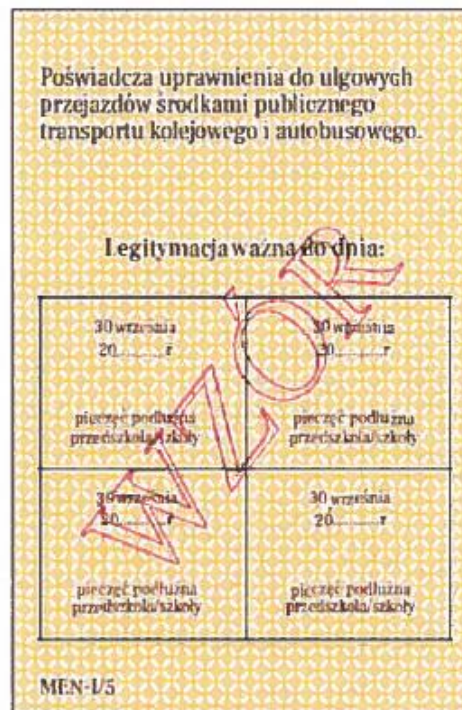 Poświadcza uprawnienia do ulgowych
przejazdów środkami publicznego
transportu kolejowego i autobusowego.
Legitymacja ważna do dnia:
30 września
20..........r
pieczęć podłużna
przedszkola/szkoły
30 września
20..........r
pieczęć podłużna
przedszkola/szkoły
30 września
20..........r
pieczęć podłużna
przedszkola/szkoły
30 września
20..........r
pieczęć podłużna
przedszkola/szkoły
WZÓR
MEN-I/5